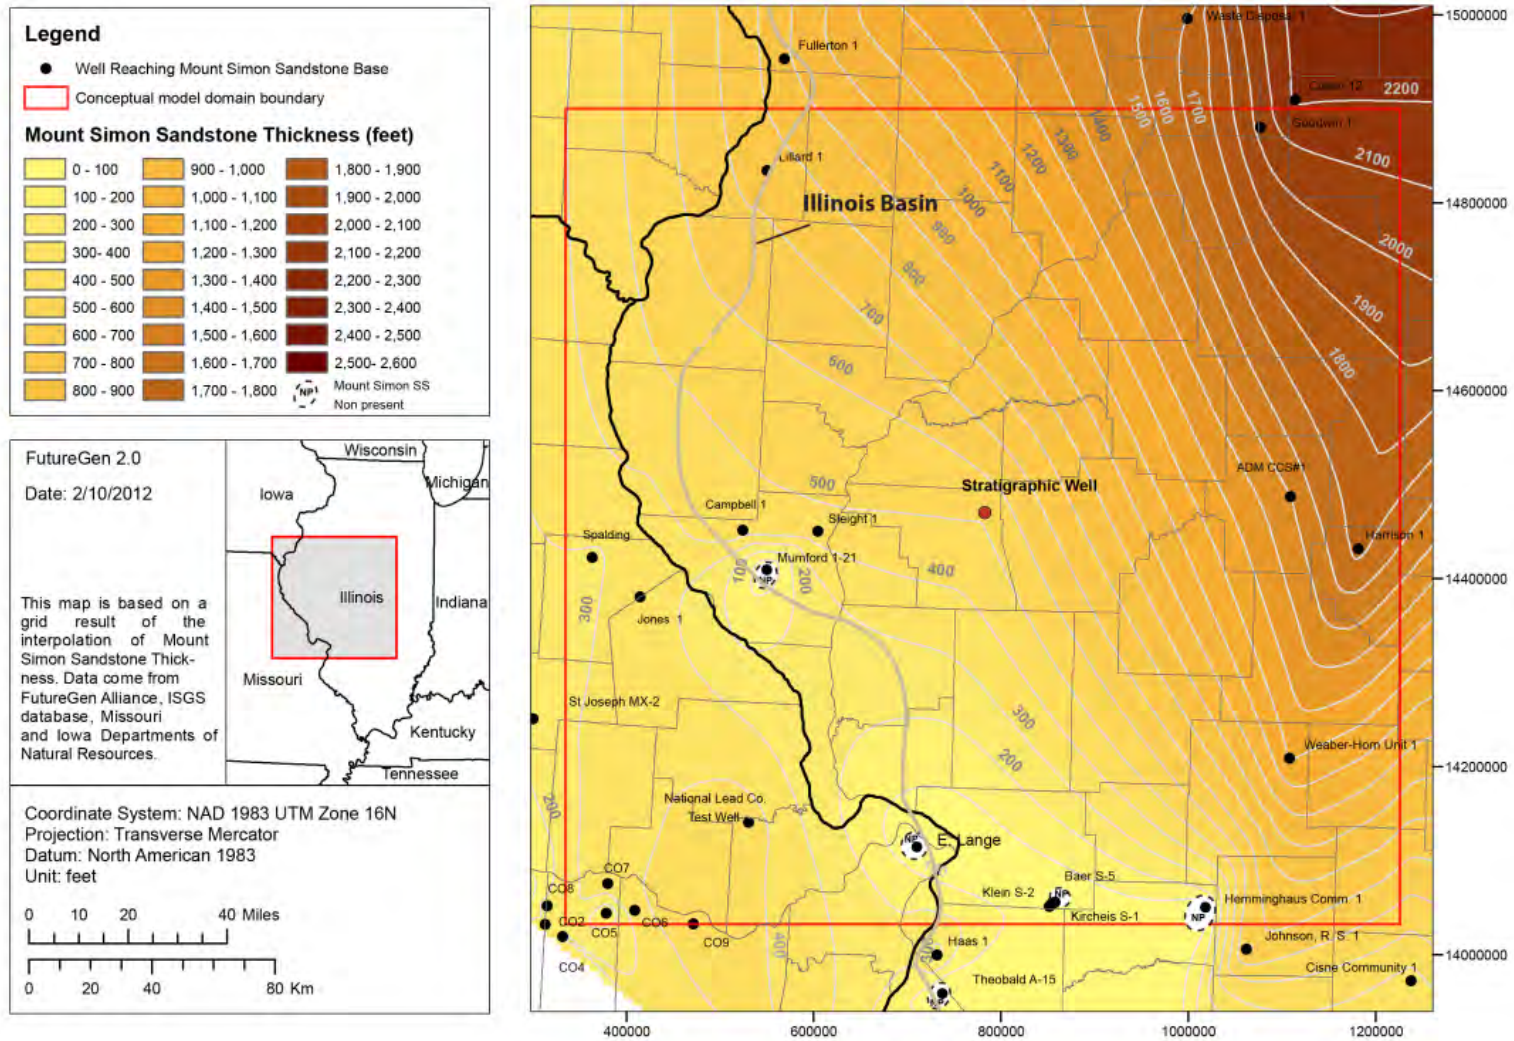 Legend
Well Reaching Mount Simon Sandstone Base
Conceptual model domain boundary
Mount Simon Sandstone Thickness (feet)
0 - 100
100 - 200
200 - 300
300- 400
400 - 500
500 - 600
600 - 700
700 - 800
800 - 900
900 - 1,000
1,000 - 1,100
1,100 - 1,200
1,200 - 1,300
1,300 - 1,400
1,400 - 1,500
1,500 - 1,600
1,600 - 1,700
1,700 - 1,800
1,800 - 1,900
1,900 - 2,000
2,000 - 2,100
2,100 - 2,200
2,200 - 2,300
2,300 - 2,400
2,400 - 2,500
2,500- 2,600
NP
Mount Simon SS
Non present
FutureGen 2.0
Date: 2/10/2012
This map is based on a
grid result of the
interpolation of Mount
Simon Sandstone Thick-
ness. Data come from
FutureGen Alliance, ISGS
database, Missouri
and Iowa Departments of
Natural Resources.
Wisconsin
Michigan
Iowa
Illinois
Indiana
Missouri
Kentucky
Tennessee
Coordinate System: NAD 1983 UTM Zone 16N
Projection: Transverse Mercator
Datum: North American 1983
Unit: feet
0 10 20 40 Miles
0 20 40 80 Km
Waste Disposal 1
Fullerton 1
Cullen 12
Goodwin 1
Lillard 1
Illinois Basin
2200
2100
2000
1900
1800
1700
1600
1500
1400
1300
1200
1100
1000
900
800
700
600
500
400
300
200
100
200
300
200
400
300
ADM CCS#1
Stratigraphic Well
Campbell 1
Sleight 1
Harrison 1
Spalding
Mumford 1-21
NP
Jones 1
St Joseph MX-2
Weaber-Horn Unit 1
National Lead Co.
Test Well
NP
E. Lange
CO7
CO8
CO2
CO5
CO6
CO9
CO4
Baer S-5
NP
Klein S-2
Kircheis S-1
Hemminghaus Comm. 1
NP
Haas 1
Johnson, R. S. 1
Theobald A-15
Cisne Community 1
15000000
14800000
14600000
14400000
14200000
14000000
400000
600000
800000
1000000
1200000